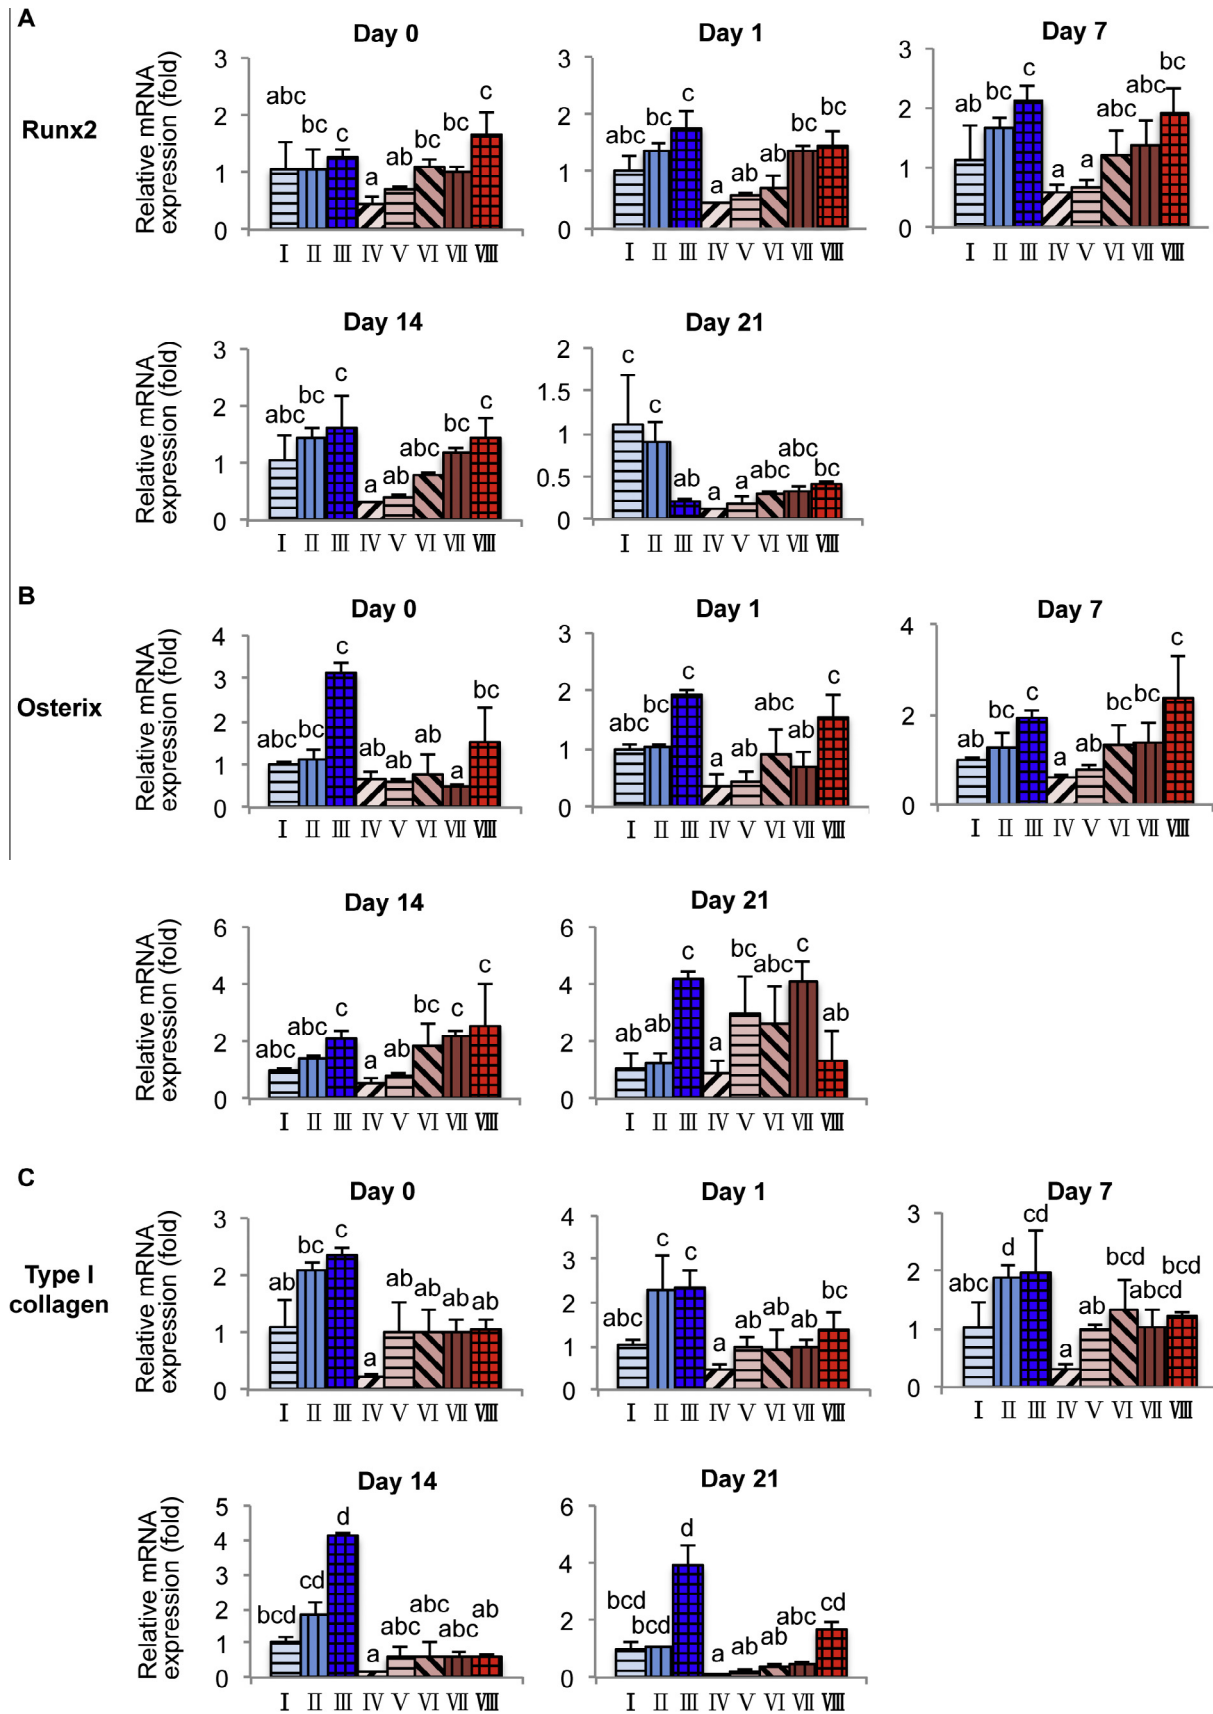 A
Day 0
Day 1
Day 7
Runx2
Relative mRNA
expression (fold)
3
2
1
0
abc
bc
c
a
ab
bc
bc
c
I II III IV V VI VII VIII
3
2
1
0
abc
bc
c
a
ab
ab
bc
bc
I II III IV V VI VII VIII
3
2
1
0
ab
bc
c
a
a
abc
abc
bc
I II III IV V VI VII VIII
Day 14
Day 21
Relative mRNA
expression (fold)
3
2
1
0
abc
bc
c
a
ab
abc
bc
c
I II III IV V VI VII VIII
2
1.5
1
0.5
0
c
c
ab
a
a
abc
abc
bc
I II III IV V VI VII VIII
B
Day 0
Day 1
Day 7
Osterix
Relative mRNA
expression (fold)
4
3
2
1
0
abc
bc
c
ab
ab
ab
a
bc
I II III IV V VI VII VIII
3
2
1
0
abc
bc
c
a
ab
abc
ab
c
I II III IV V VI VII VIII
4
2
0
ab
bc
c
a
ab
bc
bc
c
I II III IV V VI VII VIII
Day 14
Day 21
Relative mRNA
expression (fold)
6
4
2
0
abc
abc
c
a
ab
bc
c
c
I II III IV V VI VII VIII
6
4
2
0
ab
ab
c
a
bc
abc
c
ab
I II III IV V VI VII VIII
C
Day 0
Day 1
Day 7
Type I
collagen
Relative mRNA
expression (fold)
3
2
1
0
ab
bc
c
a
ab
ab
ab
ab
I II III IV V VI VII VIII
4
3
2
1
0
abc
c
c
a
ab
ab
ab
bc
I II III IV V VI VII VIII
3
2
1
0
abc
d
cd
a
ab
bcd
abcd
bcd
I II III IV V VI VII VIII
Day 14
Day 21
Relative mRNA
expression (fold)
5
4
3
2
1
0
bcd
cd
d
a
abc
abc
abc
ab
I II III IV V VI VII VIII
6
4
2
0
bcd
bcd
d
a
ab
ab
abc
cd
I II III IV V VI VII VIII